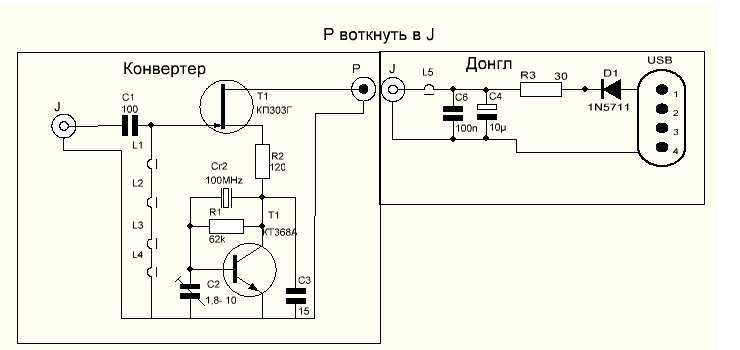 P воткнуть в J
Конвертер
P
J
Донгл
USB
J
C1
100
T1
КП303Г
L5
C6
100n
C4
10µ
R3 30
D1
1N5711
1
2
3
4
L1
L2
L3
L4
R2
120
Cr2
100MHz
R1
62k
T1
КТ368А
C2
1,8- 10
C3
15